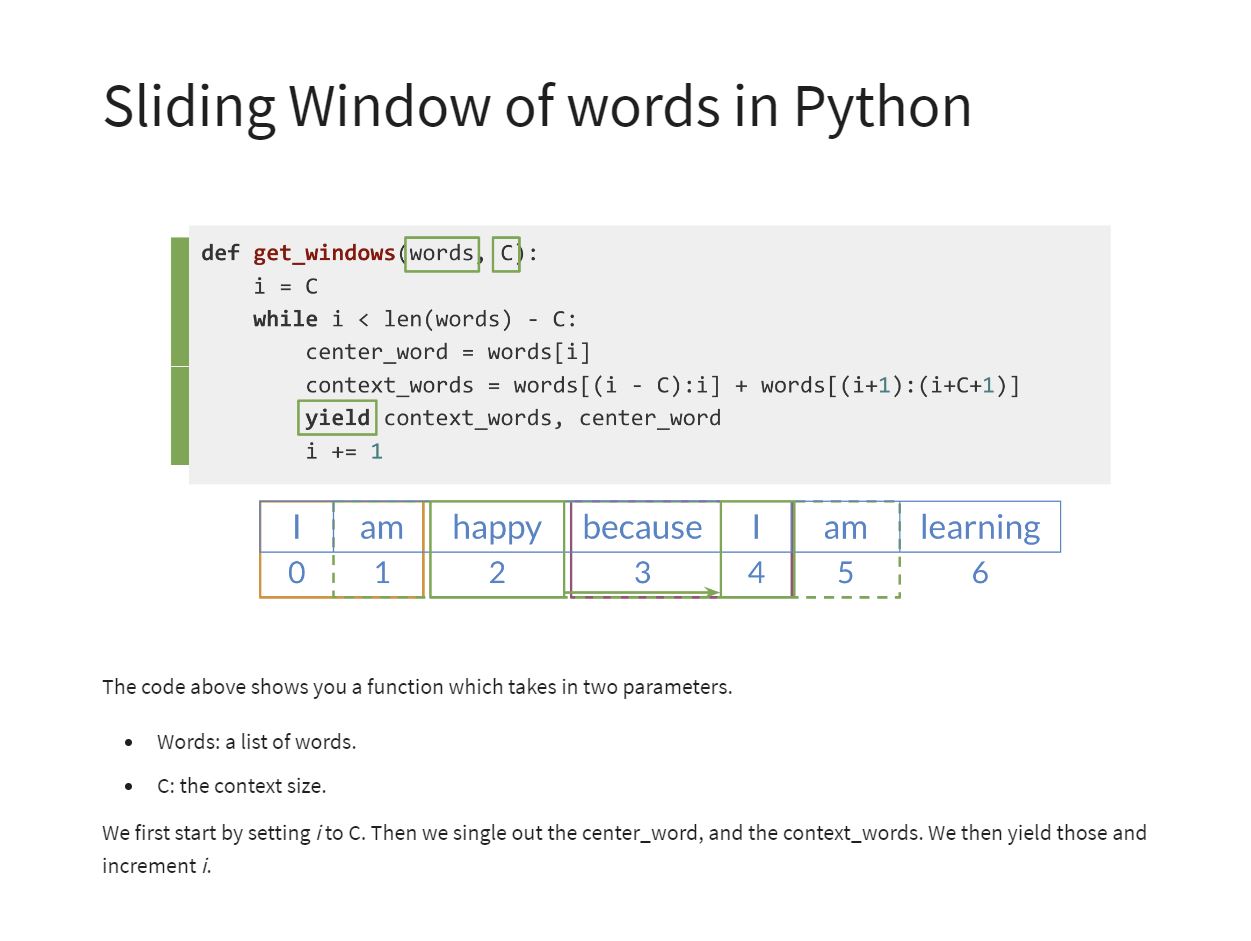 Sliding Window of words in Python
def get_windows(words, C):
    i = C
    while i < len(words) - C:
        center_word = words[i]
        context_words = words[(i - C):i] + words[(i+1):(i+C+1)]
        yield context_words, center_word
        i += 1
I am happy because I am learning
0 1 2 3 4 5 6
The code above shows you a function which takes in two parameters.
• Words: a list of words.
• C: the context size.
We first start by setting i to C. Then we single out the center_word, and the context_words. We then yield those and
increment i.